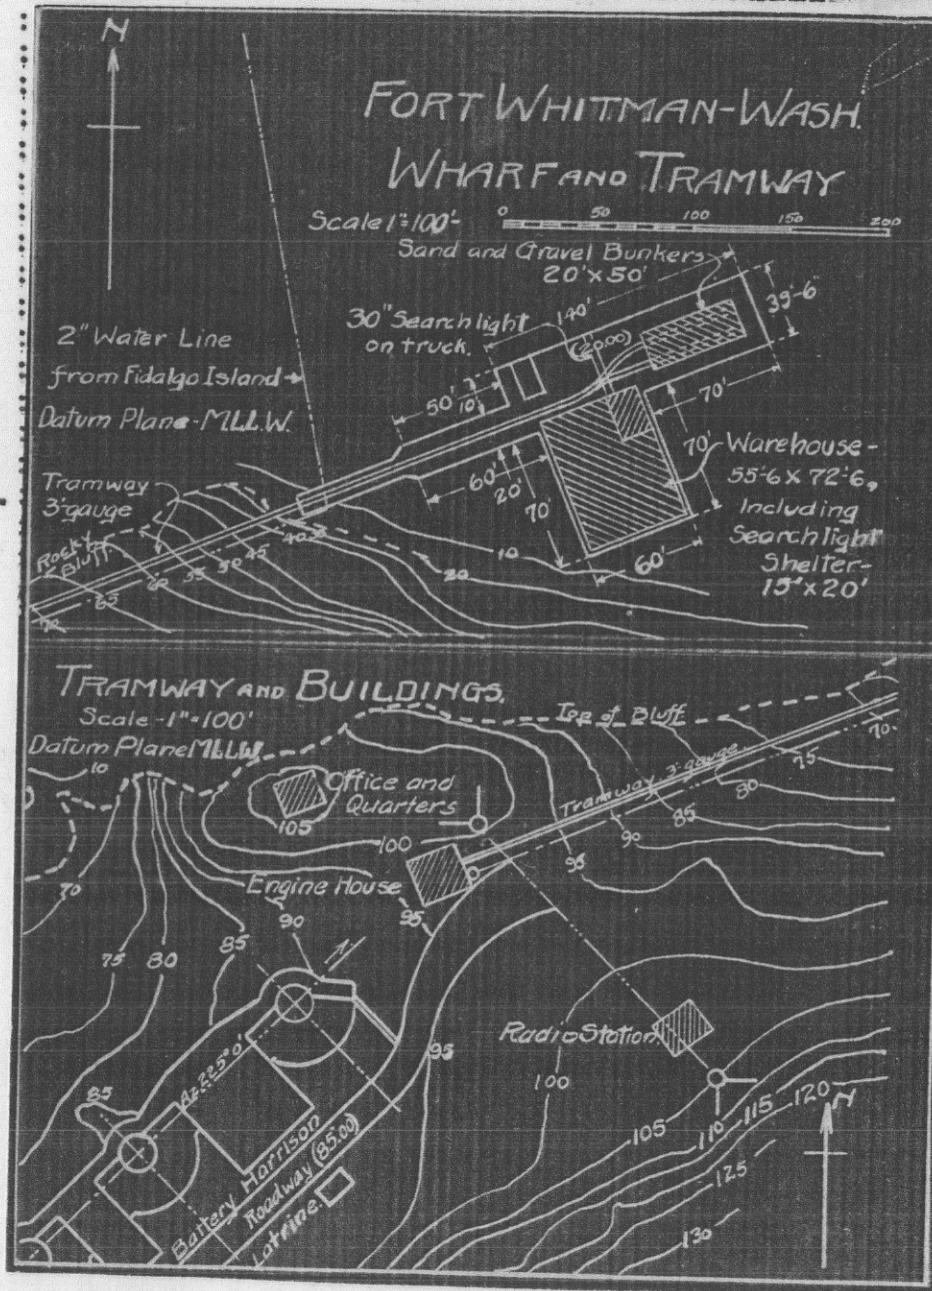 N
FORT WHITMAN-WASH.
WHARF AND TRAMWAY
Scale 1"=100'-
0 50 100 150 200
Sand and Gravel Bunkers
20'x50'
140'
39'-6"
30" Searchlight
on truck.
(20.00)
2" Water Line
from Fidalgo Island
Datum Plane-MLLW.
50'
10'
70'
60'
20'
70'
70'
60'
Warehouse-
55'-6 x 72'-6,
Including
Searchlight
Shelter-
15'x20'
Tramway
3'gauge
Rocky
Bluff
10
20
40
45
50
55
60
65
70
TRAMWAY AND BUILDINGS.
Scale-1"=100'
Datum Plane MLLW.
Top of Bluff
Tramway 3'gauge.
70
75
80
85
90
95
10
Office and
Quarters
105
100
Engine House
95
90
85
80
75
70
N
85
Az 225°0'
Battery Harrison
Roadway (85.00)
Latrine
95
Radio Station
100
105
110
115
120
125
130
N